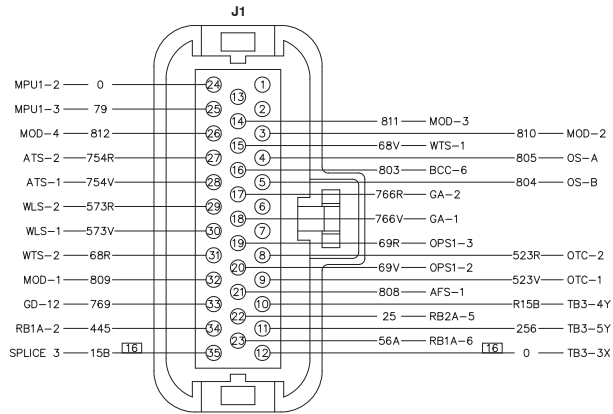 J1
MPU1-2 0 24 1
13
MPU1-3 79 25 2
14 811 MOD-3
MOD-4 812 26 3 810 MOD-2
15 68V WTS-1
ATS-2 754R 27 4 805 OS-A
16 803 BCC-6
ATS-1 754V 28 5 804 OS-B
17 766R GA-2
WLS-2 573R 29 6
18 766V GA-1
WLS-1 573V 30 7
19 69R OPS1-3
WTS-2 68R 31 8 523R OTC-2
20 69V OPS1-2
MOD-1 809 32 9 523V OTC-1
21 808 AFS-1
GD-12 769 33 10 R15B TB3-4Y
22 25 RB2A-5
RB1A-2 445 34 11 256 TB3-5Y
23 56A RB1A-6
SPLICE 3 15B 16 35 12 16 0 TB3-3X